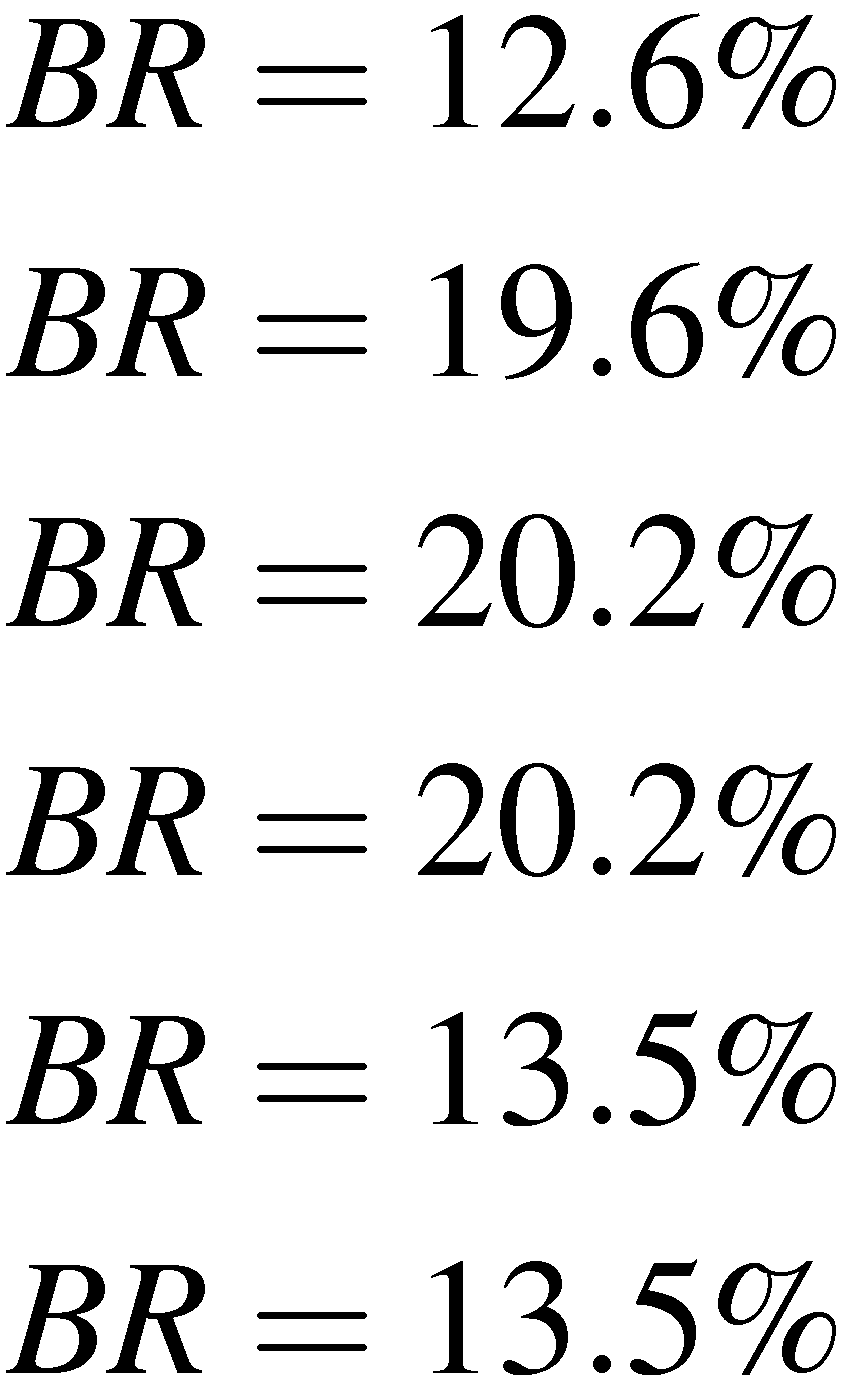 BR = 12.6%
BR = 19.6%
BR = 20.2%
BR = 20.2%
BR = 13.5%
BR = 13.5%